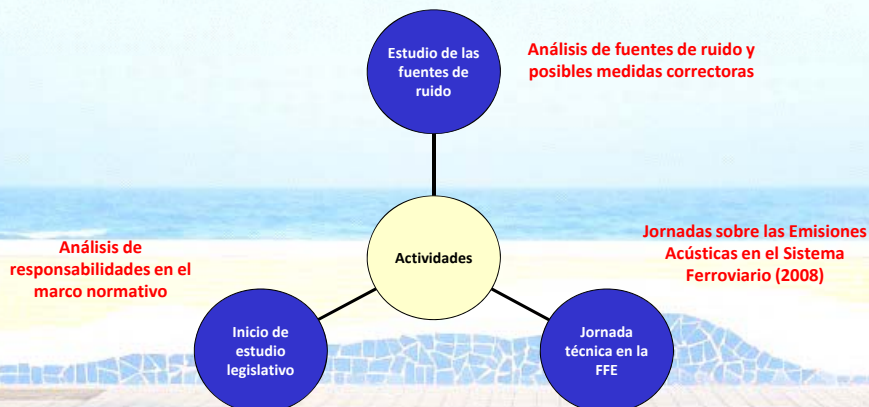 Estudio de las
fuentes de
ruido
Análisis de fuentes de ruido y
posibles medidas correctoras
Actividades
Análisis de
responsabilidades en el
marco normativo
Jornadas sobre las Emisiones
Acústicas en el Sistema
Ferroviario (2008)
Inicio de
estudio
legislativo
Jornada
técnica en la
FFE